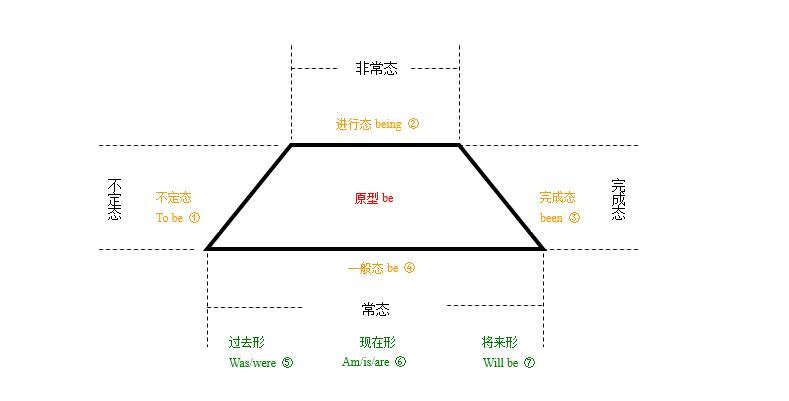 非常态
进行态 being ②
不定态
不定态
To be ①
原型 be
完成态
been ③
完成态
一般态 be ④
常态
过去形
Was/were ⑤
现在形
Am/is/are ⑥
将来形
Will be ⑦